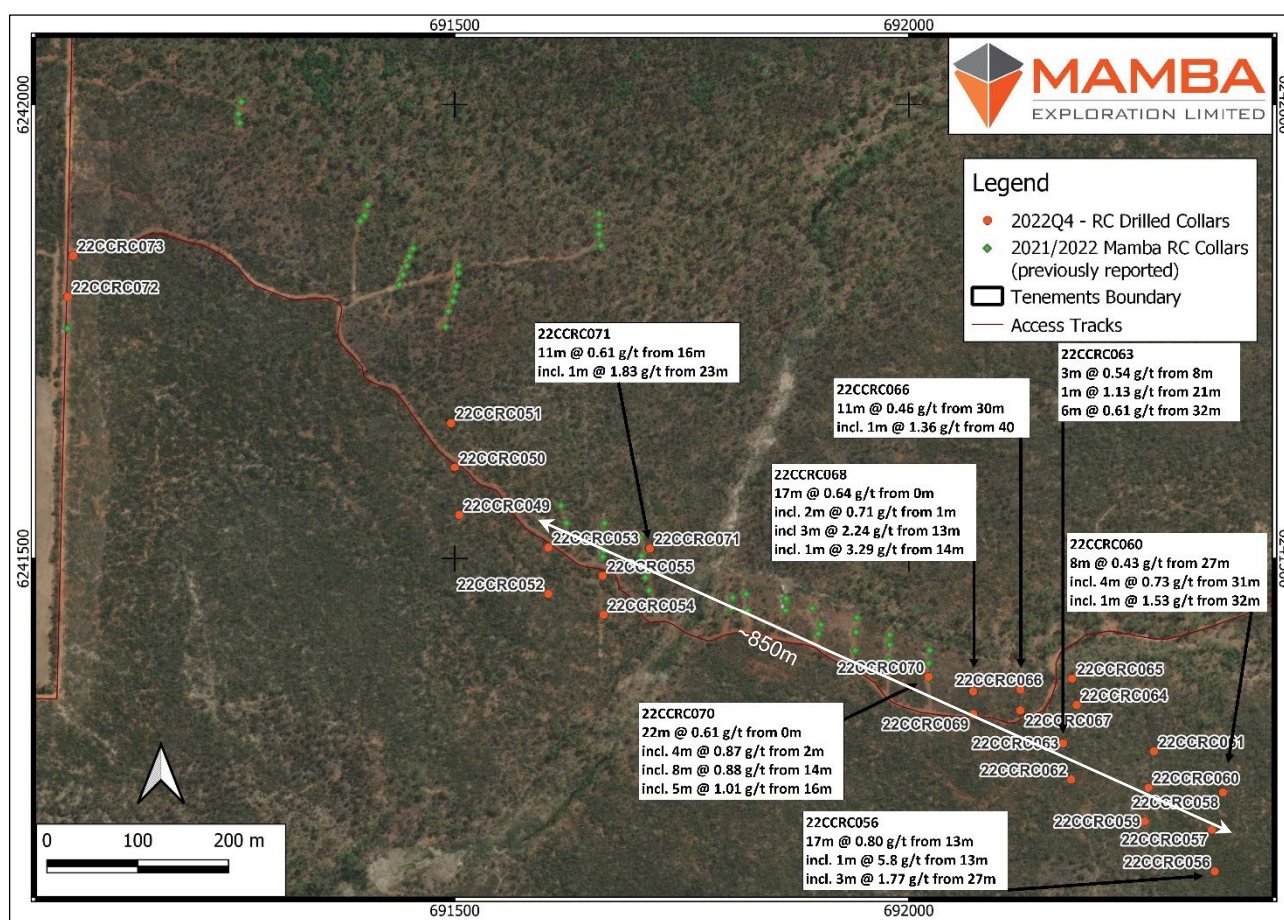 691500
692000
6242000
6242000
MAMBA
EXPLORATION LIMITED
Legend
2022Q4 - RC Drilled Collars
2021/2022 Mamba RC Collars
(previously reported)
Tenements Boundary
Access Tracks
22CCRC073
22CCRC072
22CCRC071
11m @ 0.61 g/t from 16m
incl. 1m @ 1.83 g/t from 23m
22CCRC063
3m @ 0.54 g/t from 8m
1m @ 1.13 g/t from 21m
6m @ 0.61 g/t from 32m
22CCRC066
11m @ 0.46 g/t from 30m
incl. 1m @ 1.36 g/t from 40
22CCRC051
22CCRC050
22CCRC049
22CCRC068
17m @ 0.64 g/t from 0m
incl. 2m @ 0.71 g/t from 1m
incl 3m @ 2.24 g/t from 13m
incl. 1m @ 3.29 g/t from 14m
22CCRC060
8m @ 0.43 g/t from 27m
incl. 4m @ 0.73 g/t from 31m
incl. 1m @ 1.53 g/t from 32m
6241500
6241500
22CCRC053
22CCRC071
22CCRC055
22CCRC052
22CCRC054
~850m
22CCRC070
22CCRC066
22CCRC065
22CCRC064
22CCRC069
22CCRC067
22CCRC063
22CCRC061
22CCRC062
22CCRC060
22CCRC058
22CCRC059
22CCRC057
22CCRC056
22CCRC070
22m @ 0.61 g/t from 0m
incl. 4m @ 0.87 g/t from 2m
incl. 8m @ 0.88 g/t from 14m
incl. 5m @ 1.01 g/t from 16m
22CCRC056
17m @ 0.80 g/t from 13m
incl. 1m @ 5.8 g/t from 13m
incl. 3m @ 1.77 g/t from 27m
0 100 200 m
691500
692000